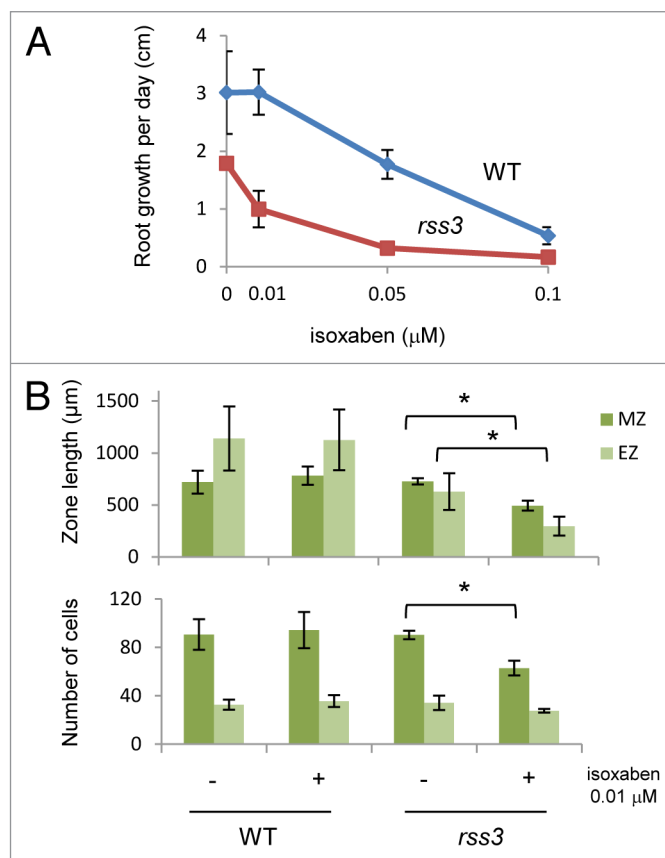 A
Root growth per day (cm)
4
3
2
1
0
WT
rss3
0
0.01
0.05
0.1
isoxaben (μM)
B
Zone length (μm)
1500
1000
500
0
*
*
MZ
EZ
Number of cells
120
80
40
0
*
- + - + isoxaben
0.01 μM
WT rss3